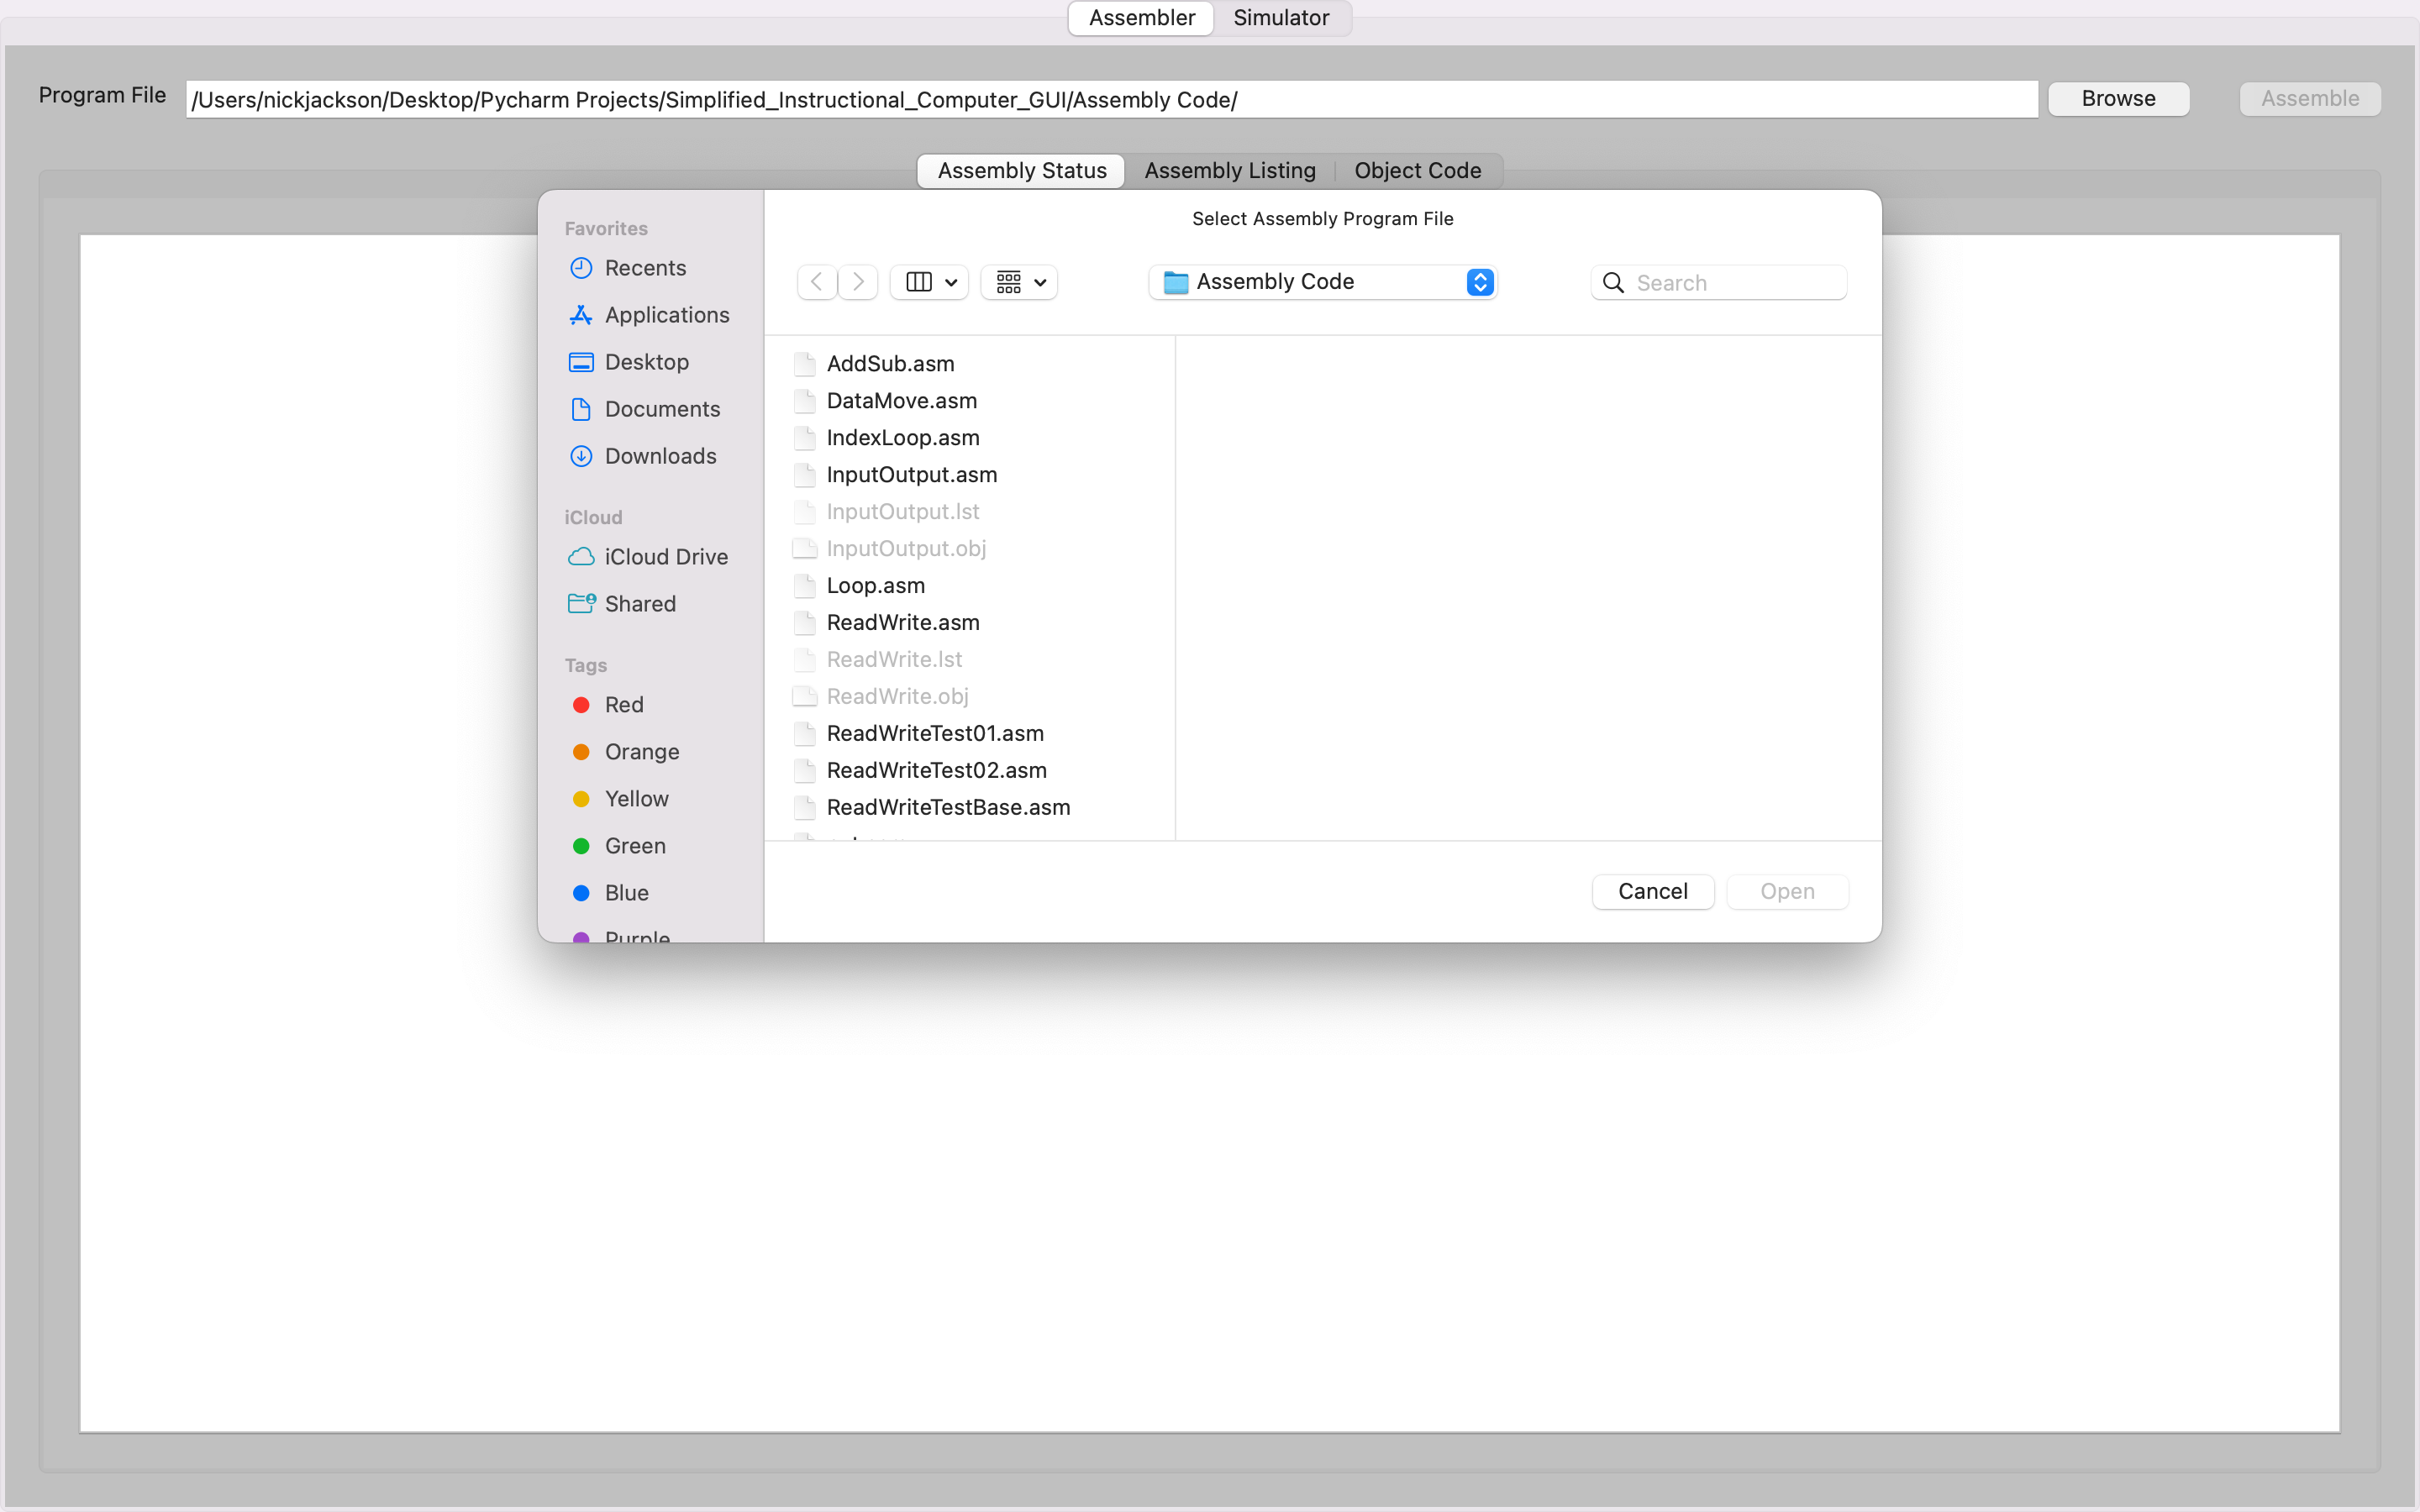 Assembler Simulator
Program File /Users/nickjackson/Desktop/Pycharm Projects/Simplified_Instructional_Computer_GUI/Assembly Code/ Browse Assemble
Assembly Status Assembly Listing Object Code
Select Assembly Program File
Assembly Code Search
Favorites
Recents
Applications
Desktop
Documents
Downloads
iCloud
iCloud Drive
Shared
Tags
Red
Orange
Yellow
Green
Blue
Purple
AddSub.asm
DataMove.asm
IndexLoop.asm
InputOutput.asm
InputOutput.lst
InputOutput.obj
Loop.asm
ReadWrite.asm
ReadWrite.lst
ReadWrite.obj
ReadWriteTest01.asm
ReadWriteTest02.asm
ReadWriteTestBase.asm
Cancel Open